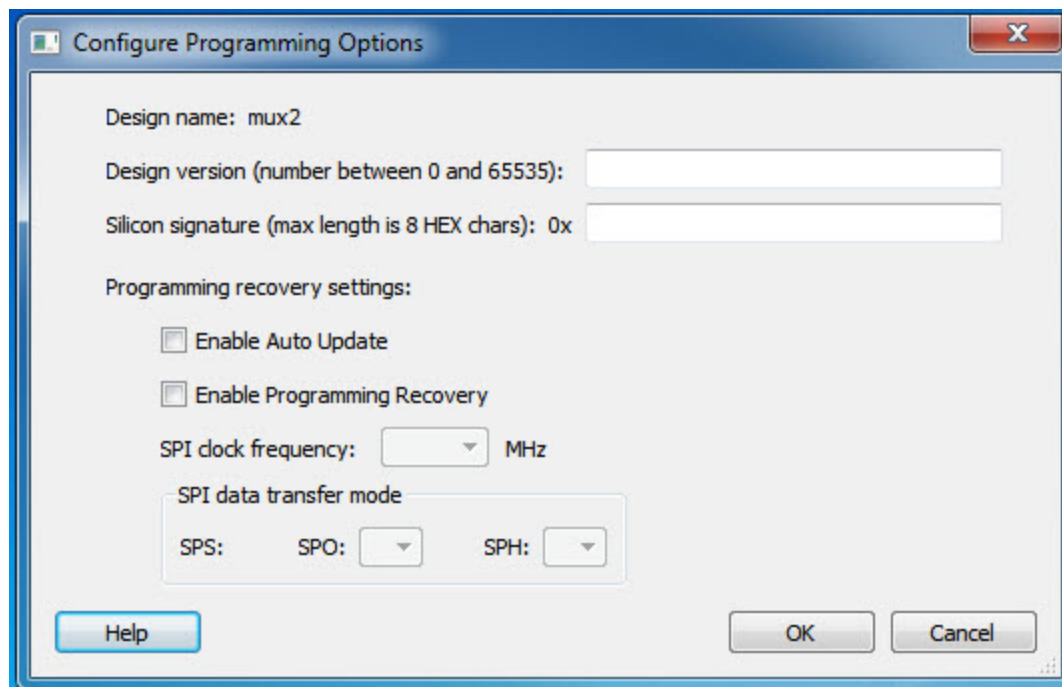 Configure Programming Options
Design name: mux2
Design version (number between 0 and 65535):
Silicon signature (max length is 8 HEX chars): 0x
Programming recovery settings:
Enable Auto Update
Enable Programming Recovery
SPI clock frequency: MHz
SPI data transfer mode
SPS: SPO: SPH:
Help OK Cancel